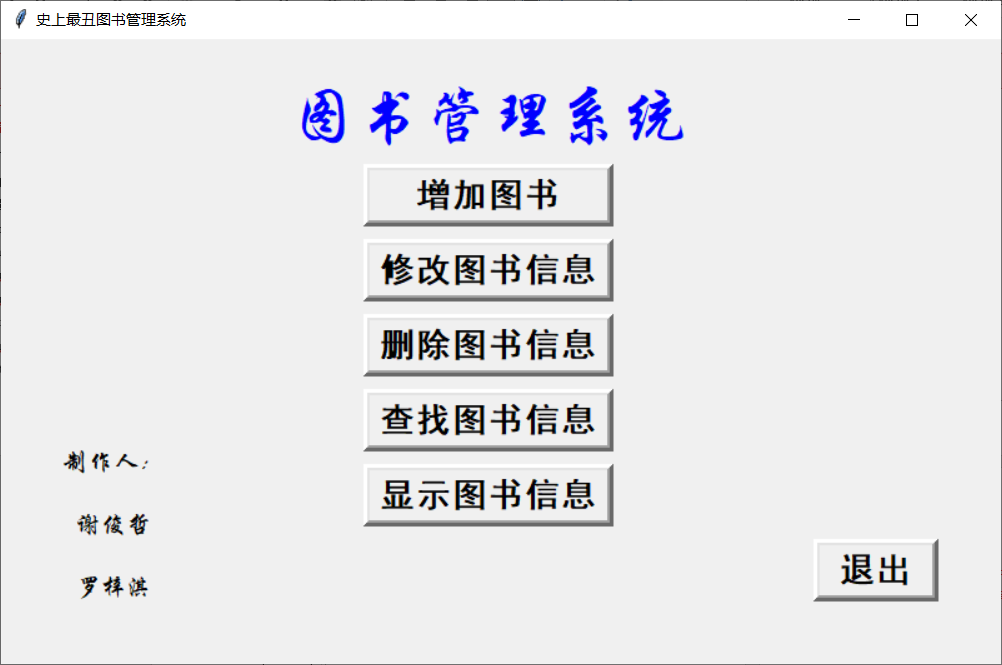 史上最丑图书管理系统
图书管理系统
增加图书
修改图书信息
删除图书信息
查找图书信息
显示图书信息
制作人:
谢俊哲
罗梓淇
退出